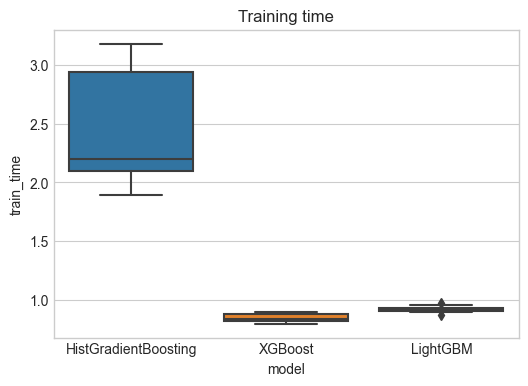 Training time
train_time
3.0
2.5
2.0
1.5
1.0
HistGradientBoosting
XGBoost
LightGBM
model